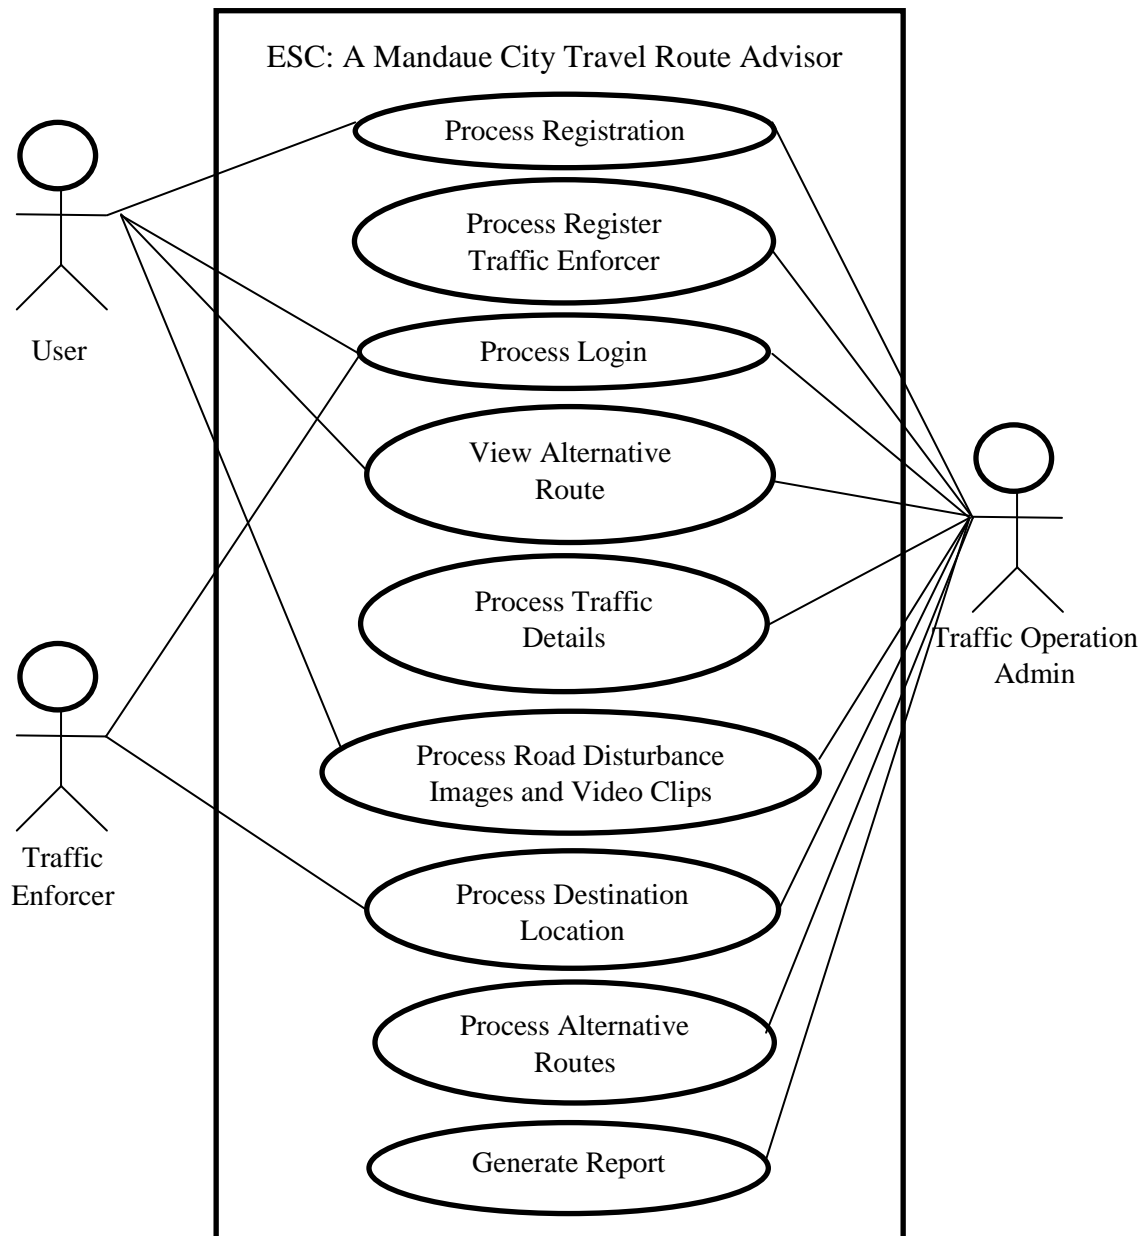 ESC: A Mandaue City Travel Route Advisor
Process Registration
Process Register
Traffic Enforcer
User
Process Login
View Alternative
Route
Process Traffic
Details
Traffic Operation
Admin
Process Road Disturbance
Images and Video Clips
Traffic
Enforcer
Process Destination
Location
Process Alternative
Routes
Generate Report